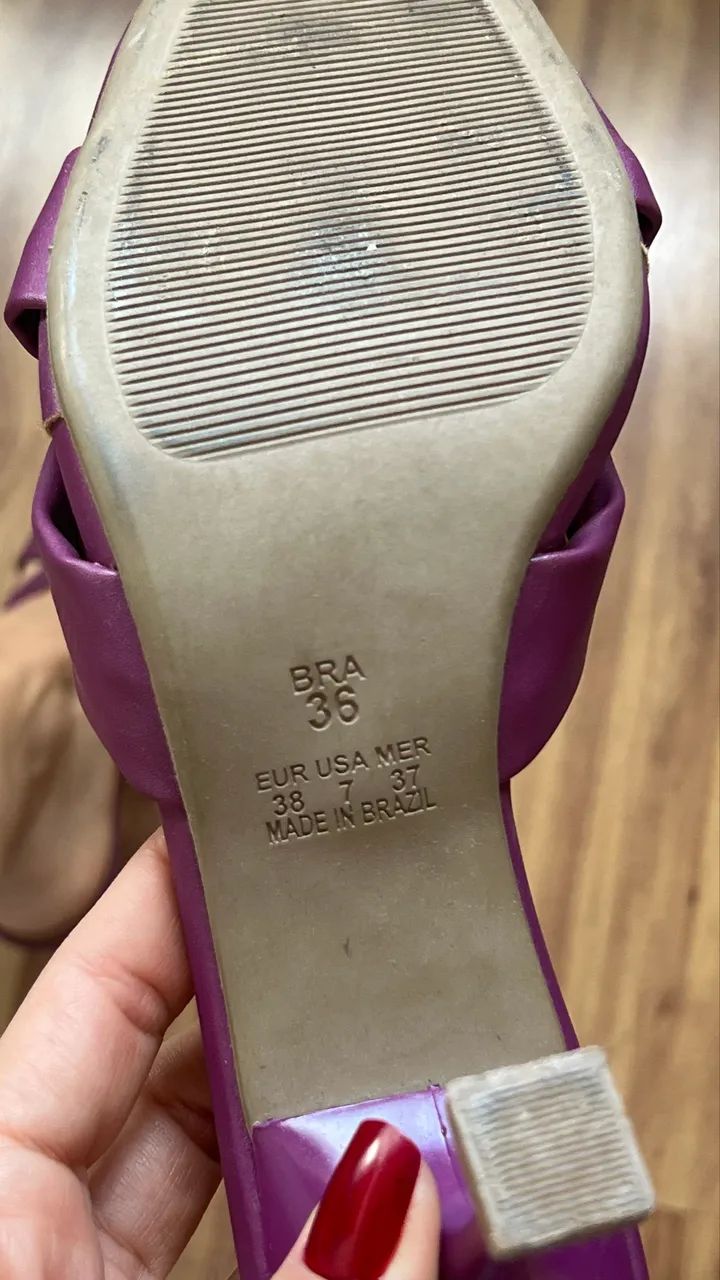 BRA
36
EUR USA MER
38 7 37
MADE IN BRAZIL